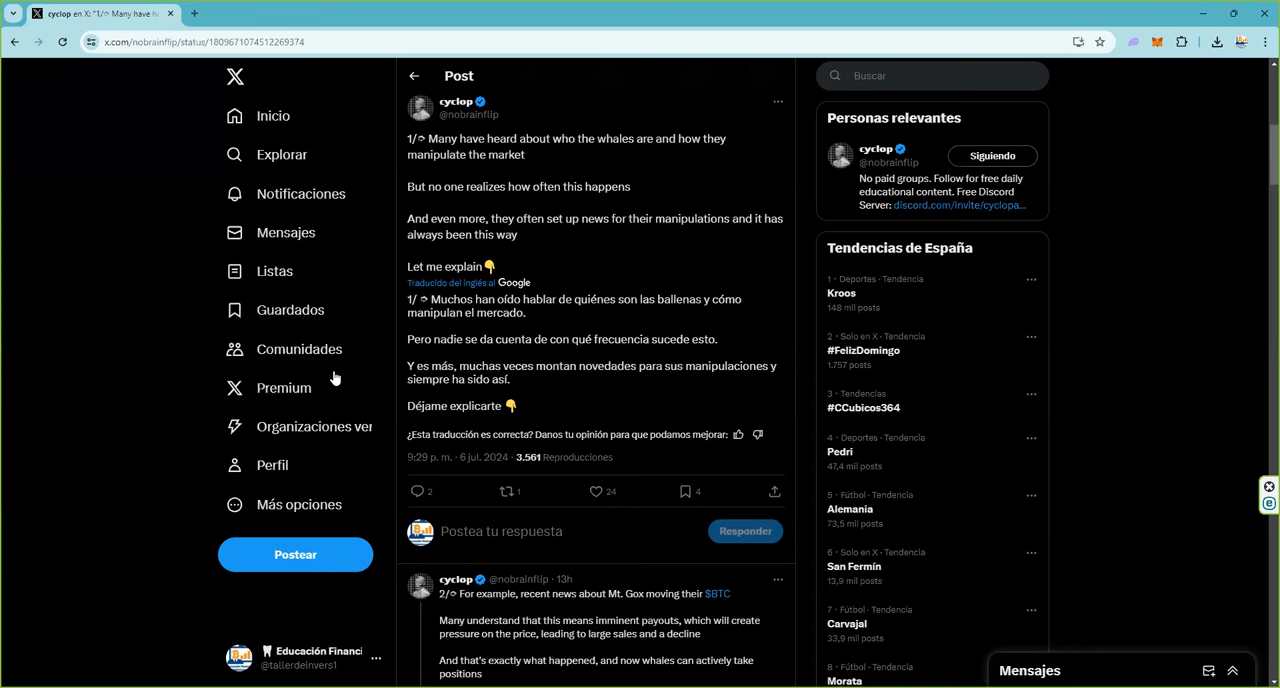 cyclop en X: "1/ Many have h
x.com/nobrainflip/status/1809671074512269374
Inicio
Explorar
Notificaciones
Mensajes
Listas
Guardados
Comunidades
Premium
Organizaciones ver
Perfil
Más opciones
Postear
Educación Financi
@tallerdeinvers1
Post
cyclop
@nobrainflip
1/ Many have heard about who the whales are and how they
manipulate the market
But no one realizes how often this happens
And even more, they often set up news for their manipulations and it has
always been this way
Let me explain👇
Traducido del inglés al Google
1/ Muchos han oído hablar de quiénes son las ballenas y cómo
manipulan el mercado.
Pero nadie se da cuenta de con qué frecuencia sucede esto.
Y es más, muchas veces montan novedades para sus manipulaciones y
siempre ha sido así.
Déjame explicarte 👇
¿Esta traducción es correcta? Danos tu opinión para que podamos mejorar:
9:29 p. m. · 6 jul. 2024 · 3.561 Reproducciones
2 1 24 4
Postea tu respuesta
Responder
cyclop @nobrainflip · 13h
2/ For example, recent news about Mt. Gox moving their $BTC
Many understand that this means imminent payouts, which will create
pressure on the price, leading to large sales and a decline
And that's exactly what happened, and now whales can actively take
positions
Buscar
Personas relevantes
cyclop
@nobrainflip
Siguiendo
No paid groups. Follow for free daily
educational content. Free Discord
Server: discord.com/invite/cyclopa...
Tendencias de España
1 · Deportes · Tendencia
Kroos
148 mil posts
2 · Solo en X · Tendencia
#FelizDomingo
1.757 posts
3 · Tendencias
#CCubicos364
4 · Deportes · Tendencia
Pedri
47,4 mil posts
5 · Fútbol · Tendencia
Alemania
73,5 mil posts
6 · Solo en X · Tendencia
San Fermín
13,9 mil posts
7 · Fútbol · Tendencia
Carvajal
33,9 mil posts
8 · Fútbol · Tendencia
Morata
Mensajes